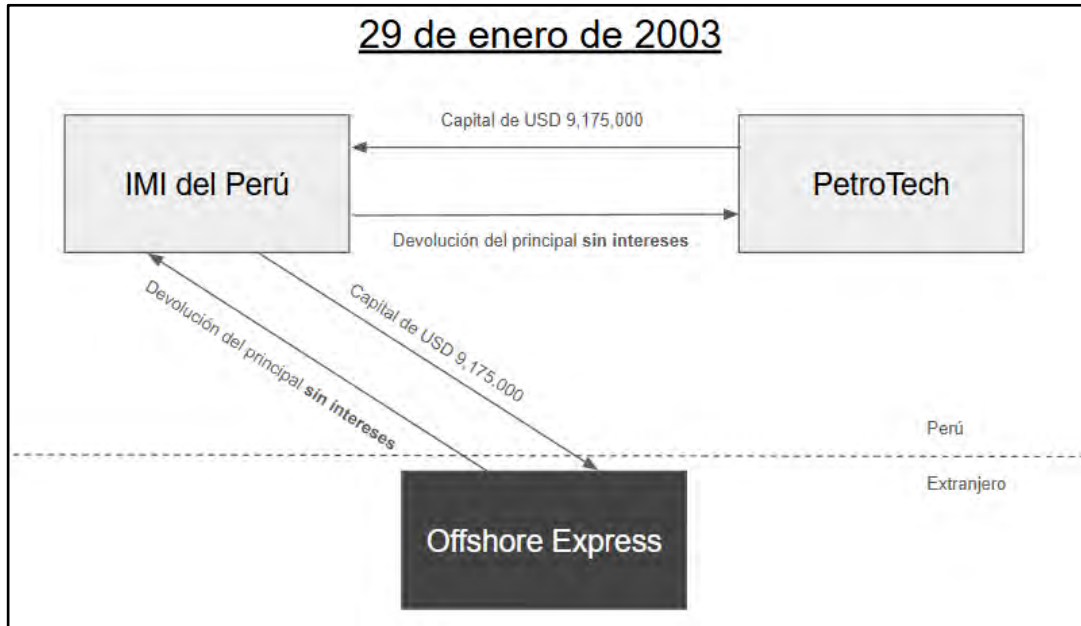 29 de enero de 2003
Capital de USD 9,175,000
IMI del Perú
PetroTech
Devolución del principal sin intereses
Devolución del principal sin intereses
Capital de USD 9,175,000
Perú
Extranjero
Offshore Express